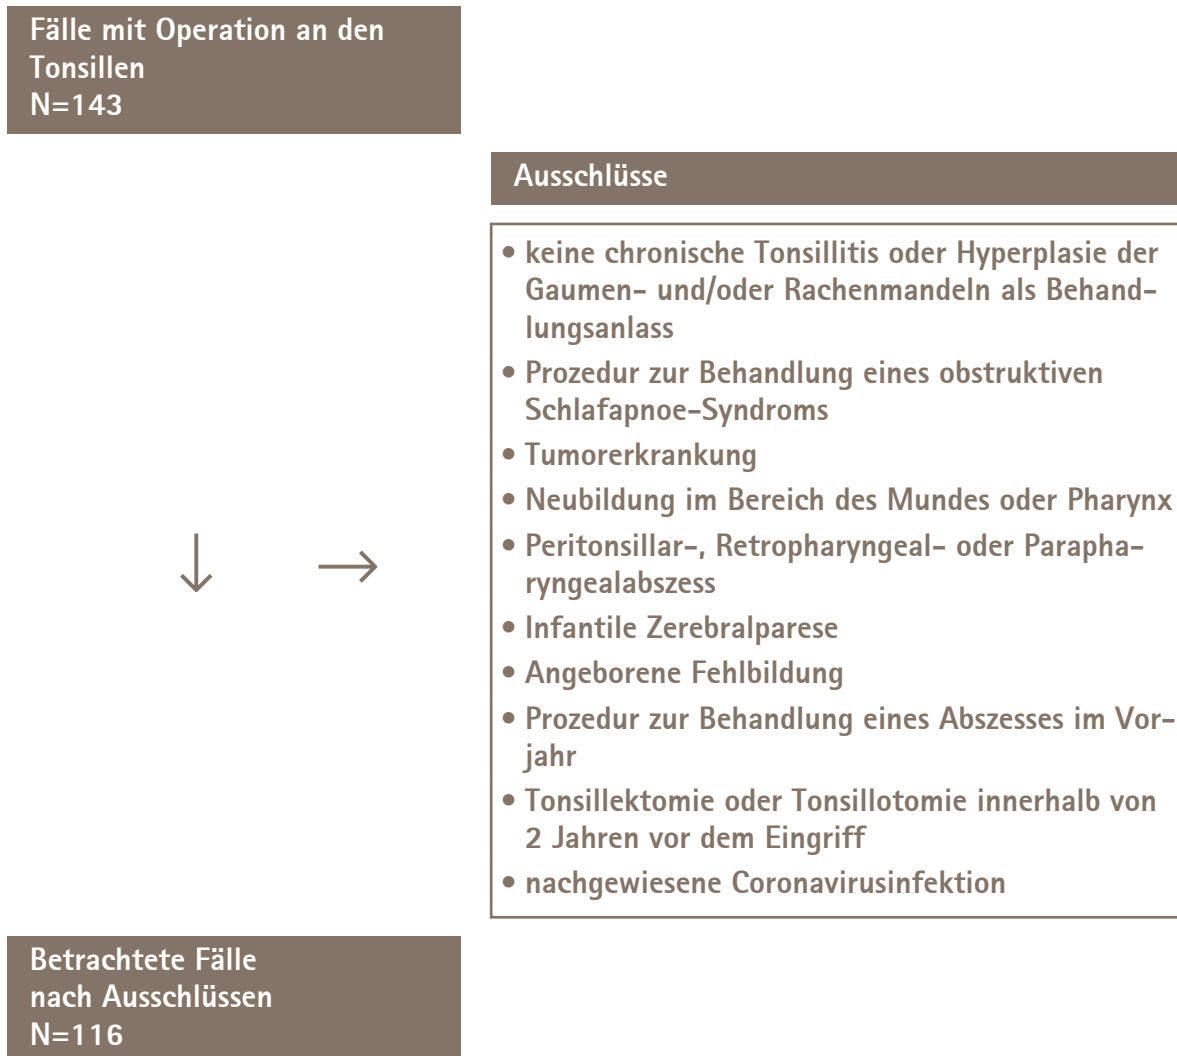 Fälle mit Operation an den
Tonsillen
N=143
Ausschlüsse
• keine chronische Tonsillitis oder Hyperplasie der
Gaumen- und/oder Rachenmandeln als Behand-
lungsanlass
• Prozedur zur Behandlung eines obstruktiven
Schlafapnoe-Syndroms
• Tumorerkrankung
• Neubildung im Bereich des Mundes oder Pharynx
• Peritonsillar-, Retropharyngeal- oder Parapha-
ryngealabszess
• Infantile Zerebralparese
• Angeborene Fehlbildung
• Prozedur zur Behandlung eines Abszesses im Vor-
jahr
• Tonsillektomie oder Tonsillotomie innerhalb von
2 Jahren vor dem Eingriff
• nachgewiesene Coronavirusinfektion
Betrachtete Fälle
nach Ausschlüssen
N=116